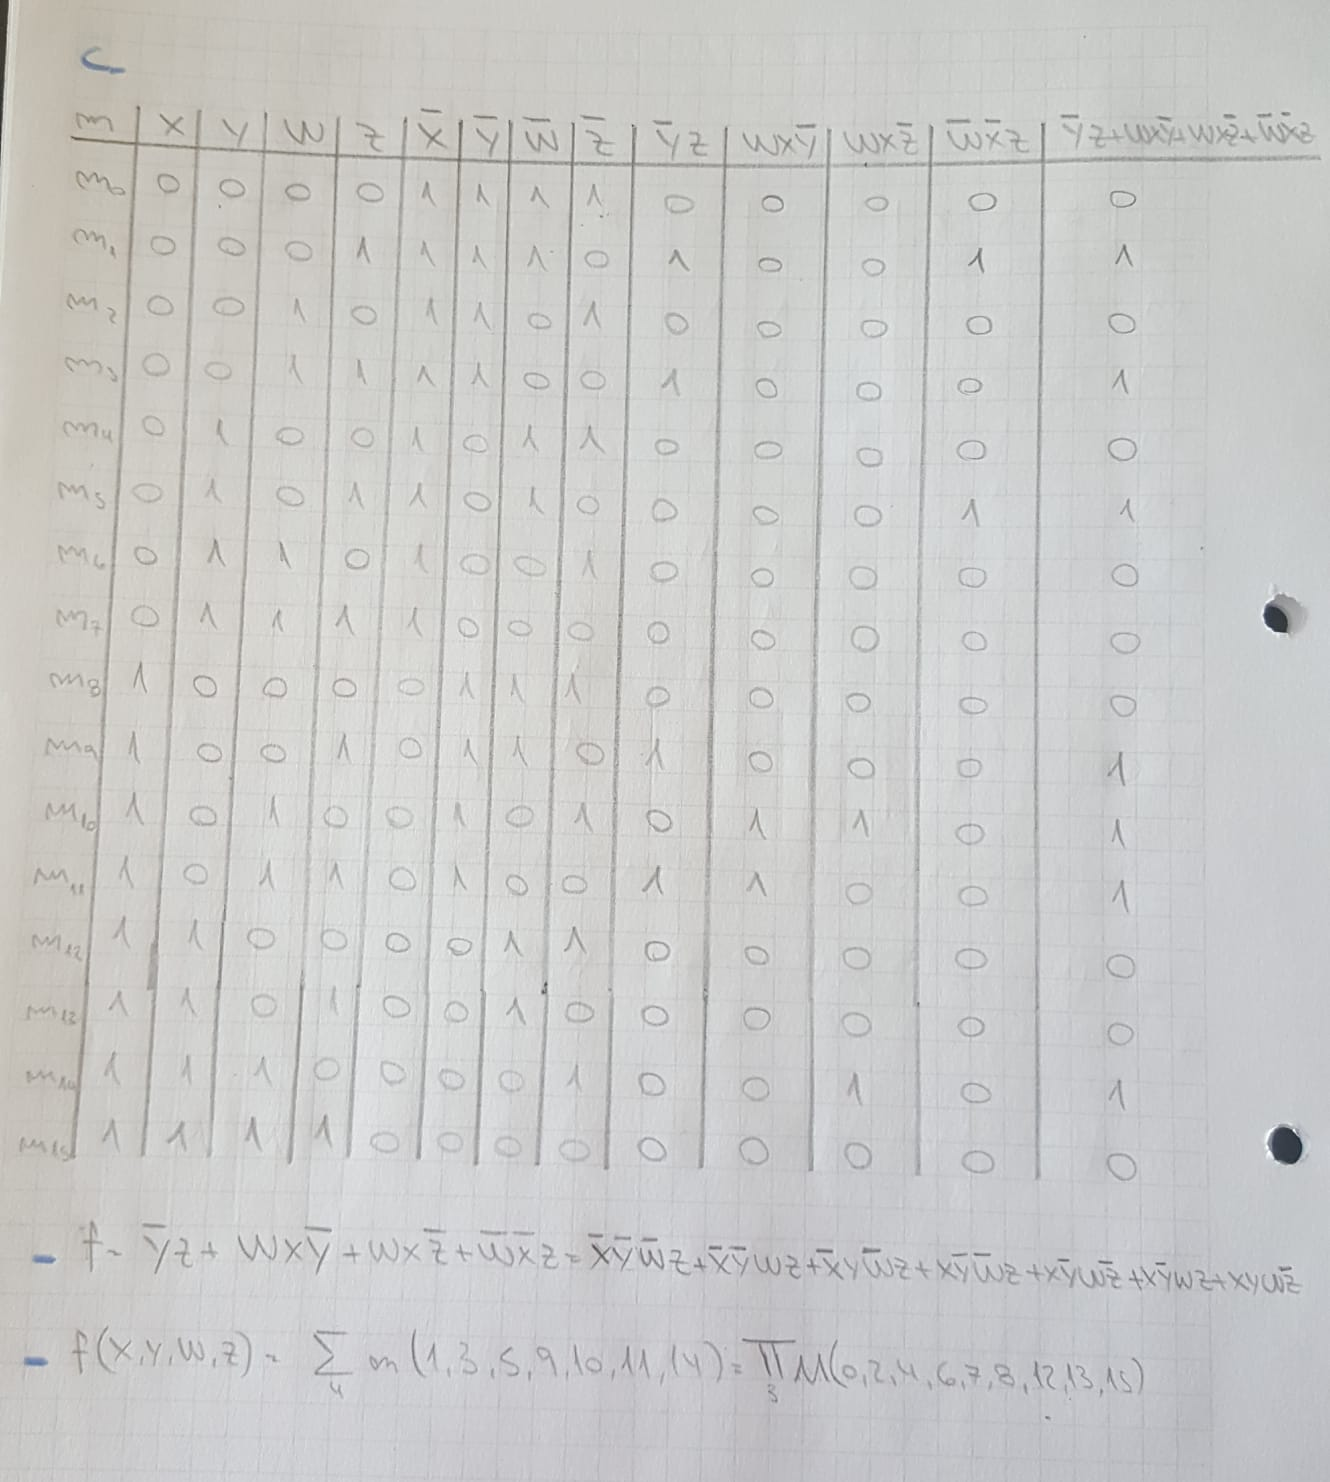 C
m | X | Y | W | Z | X̅ | Y̅ | W̅ | Z̅ | Y̅Z | WXY̅ | WXZ̅ | W̅X̅Z | Y̅Z+WXY̅+WXZ̅+W̅X̅Z
m₀ 0 0 0 0 1 1 1 1 0 0 0 0 0
m₁ 0 0 0 1 1 1 1 0 1 0 0 1 1
m₂ 0 0 1 0 1 1 0 1 0 0 0 0 0
m₃ 0 0 1 1 1 1 0 0 1 0 0 0 1
m₄ 0 1 0 0 1 0 1 1 0 0 0 0 0
m₅ 0 1 0 1 1 0 1 0 0 0 0 1 1
m₆ 0 1 1 0 1 0 0 1 0 0 0 0 0
m₇ 0 1 1 1 1 0 0 0 0 0 0 0 0
m₈ 1 0 0 0 0 1 1 1 0 0 0 0 0
m₉ 1 0 0 1 0 1 1 0 1 0 0 0 1
m₁₀ 1 0 1 0 0 1 0 1 0 1 1 0 1
m₁₁ 1 0 1 1 0 1 0 0 1 1 0 0 1
m₁₂ 1 1 0 0 0 0 1 1 0 0 0 0 0
m₁₃ 1 1 0 1 0 0 1 0 0 0 0 0 0
m₁₄ 1 1 1 0 0 0 0 1 0 0 1 0 1
m₁₅ 1 1 1 1 0 0 0 0 0 0 0 0 0
- f = Y̅Z + WXY̅ + WXZ̅ + W̅X̅Z = X̅Y̅W̅Z + X̅Y̅WZ + X̅YW̅Z + XY̅W̅Z + XY̅WZ̅ + XY̅WZ + XYWZ̅
- f(X,Y,W,Z) = Σ₄ m (1,3,5,9,10,11,14) = Π₃ M(0,2,4,6,7,8,12,13,15)